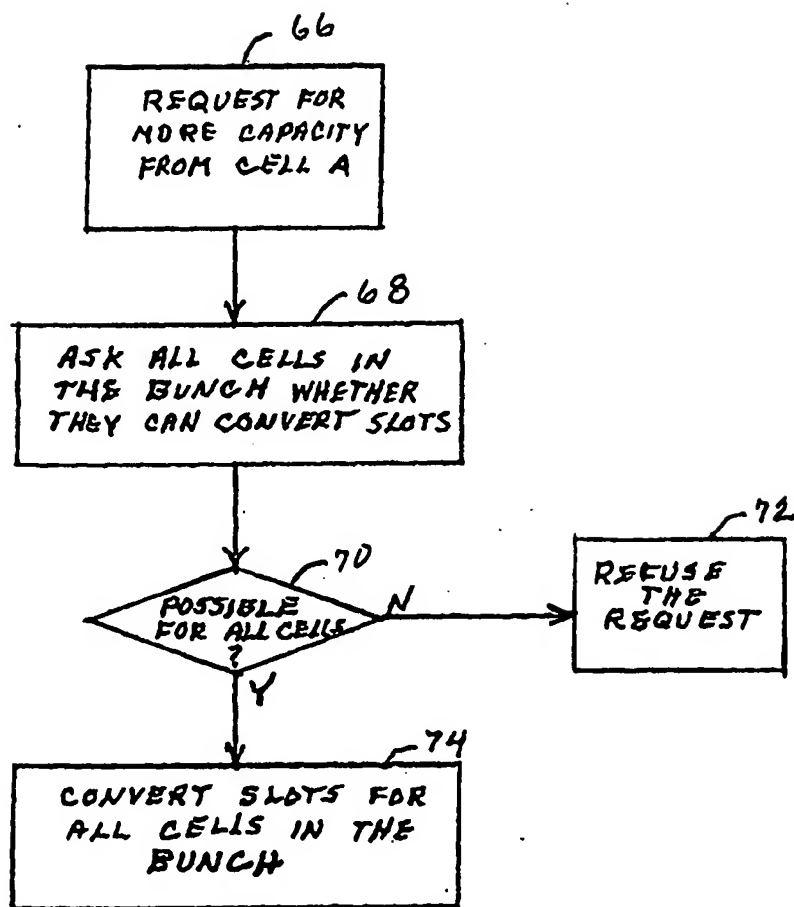 66
REQUEST FOR
MORE CAPACITY
FROM CELL A
68
ASK ALL CELLS IN
THE BUNCH WHETHER
THEY CAN CONVERT SLOTS
70
POSSIBLE
FOR ALL CELLS
?
N
72
REFUSE
THE
REQUEST
Y
74
CONVERT SLOTS FOR
ALL CELLS IN THE
BUNCH